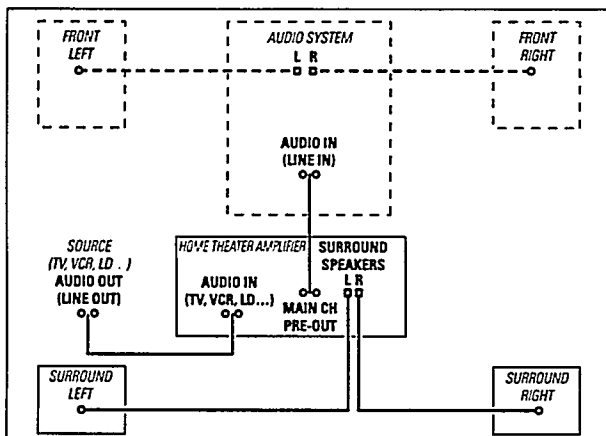 FRONT
LEFT
AUDIO SYSTEM
L R
FRONT
RIGHT
AUDIO IN
(LINE IN)
SOURCE
(TV, VCR, LD . )
AUDIO OUT
(LINE OUT)
HOME THEATER AMPLIFIER
AUDIO IN
(TV, VCR, LD...)
MAIN CH
PRE-OUT
SURROUND
SPEAKERS
L R
SURROUND
LEFT
SURROUND
RIGHT